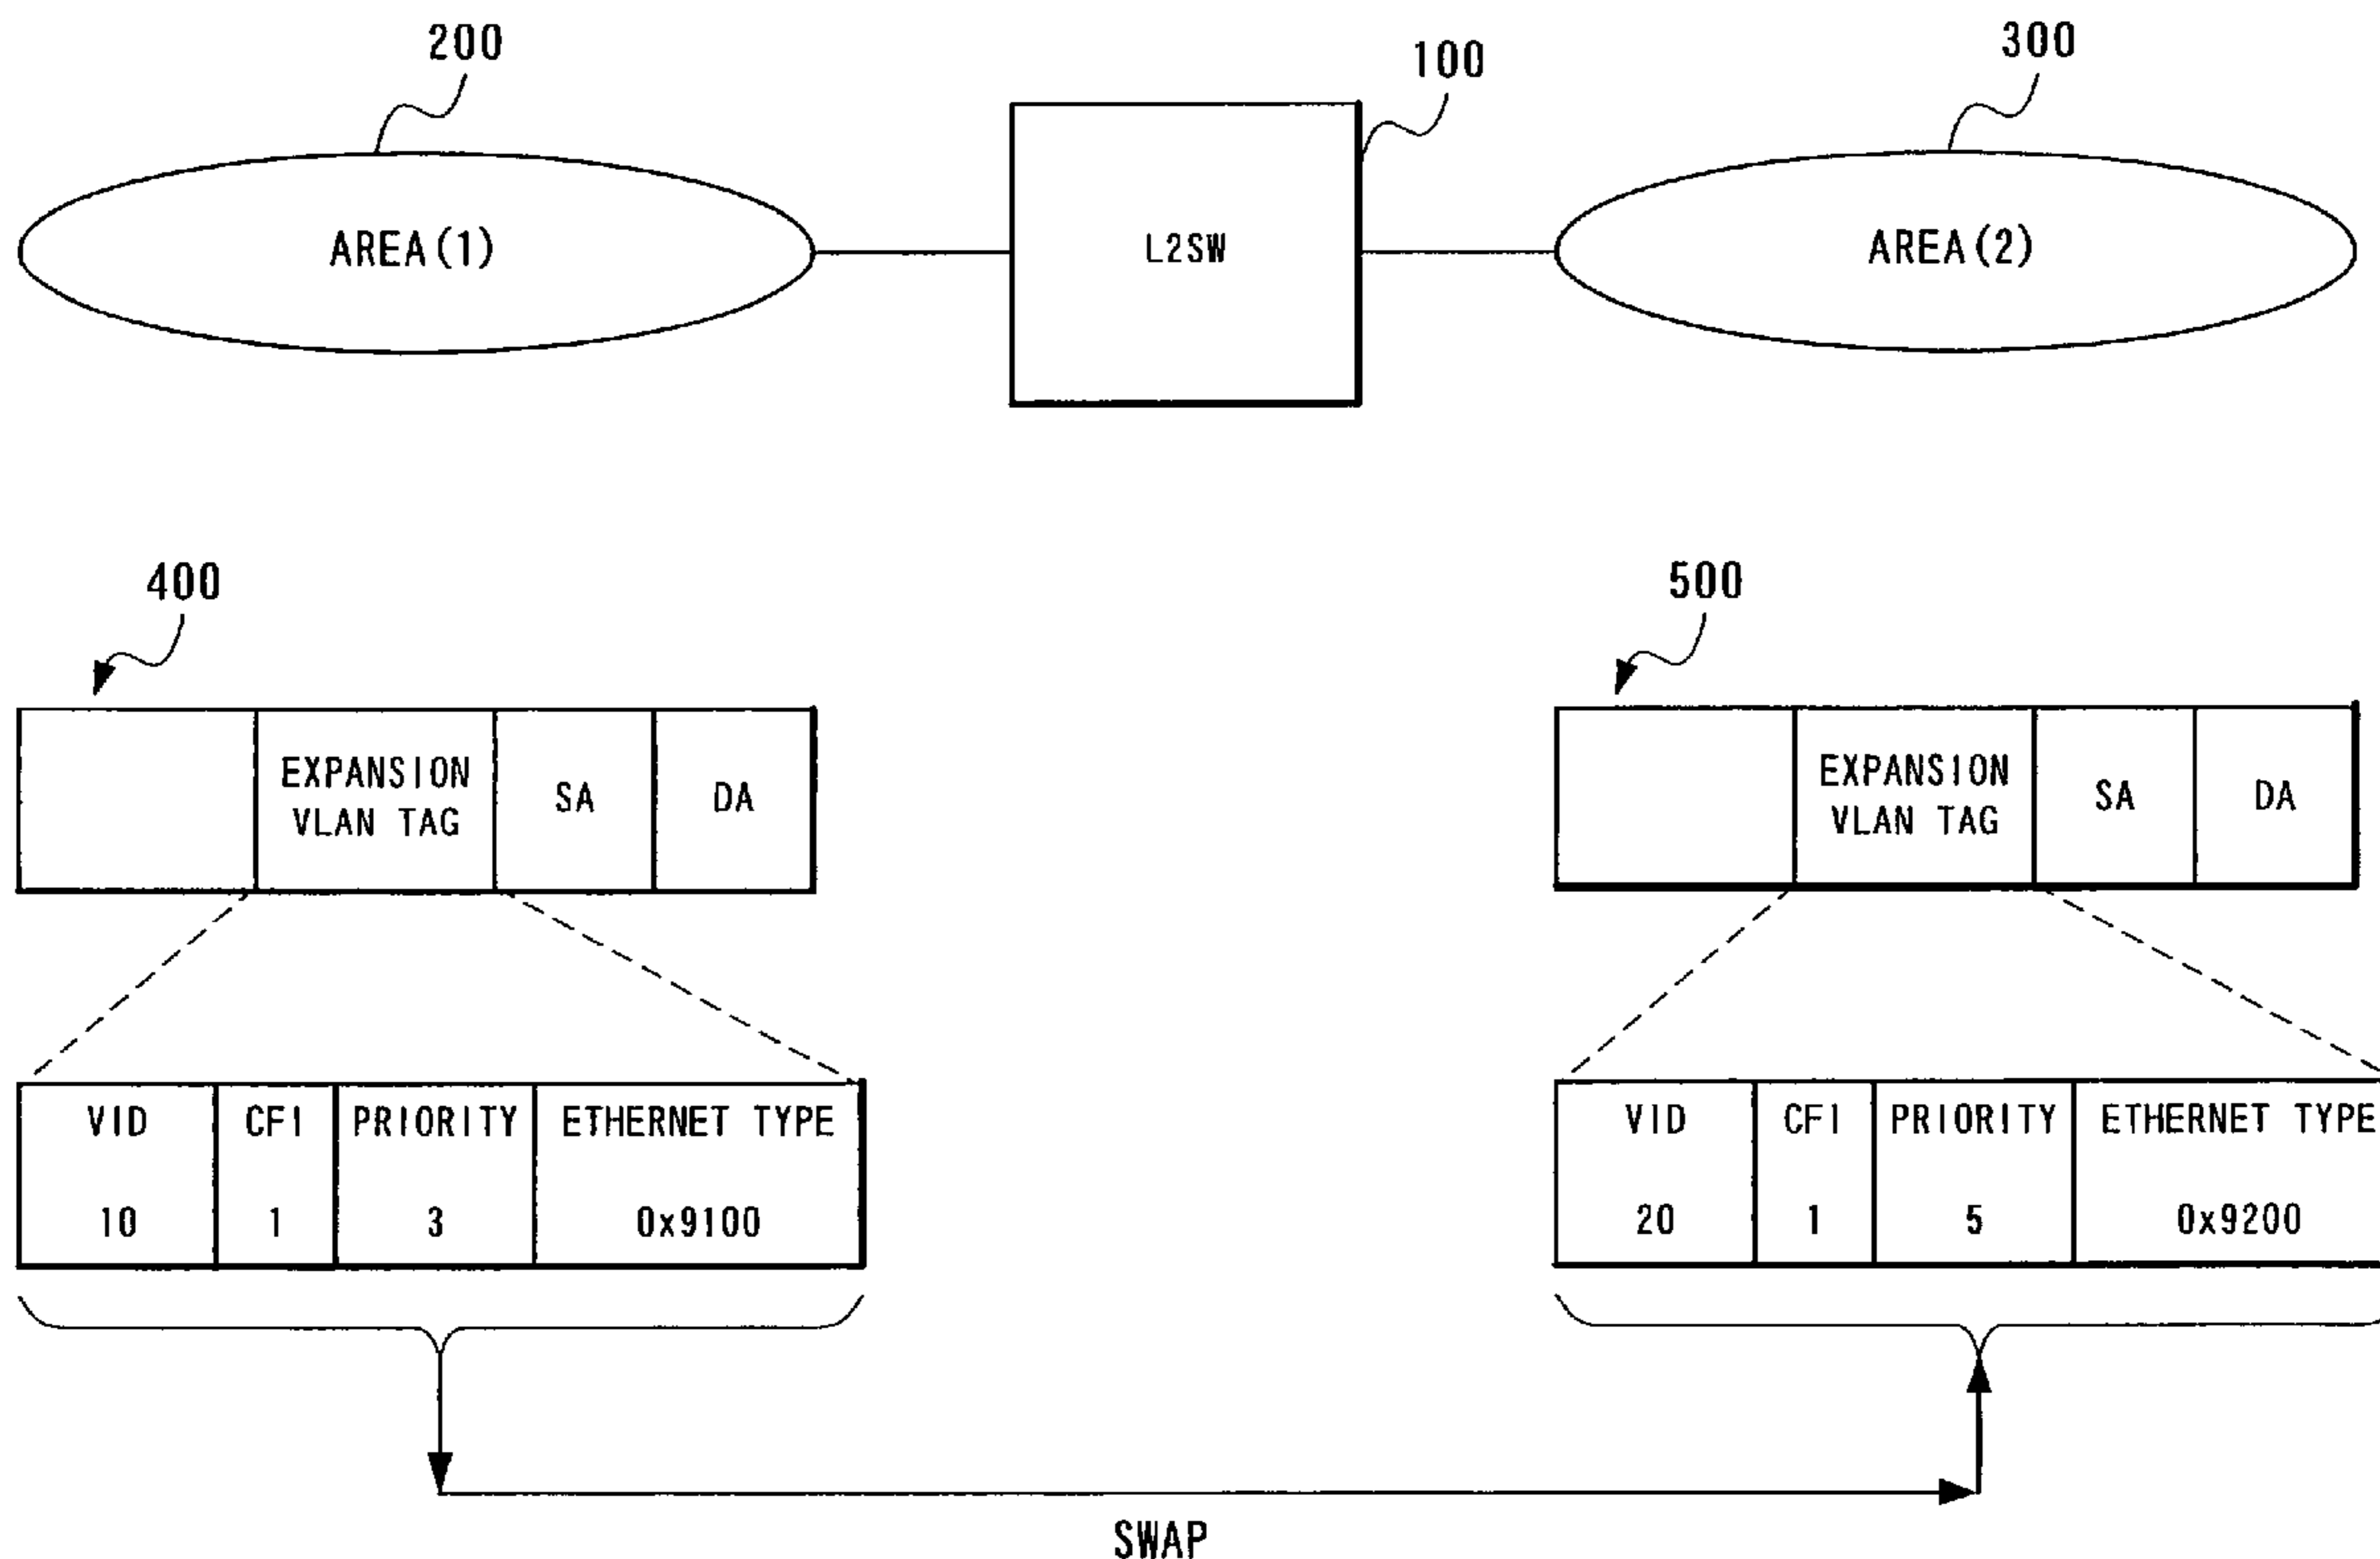 200
100
300
AREA(1)
L2SW
AREA(2)
400
500
EXPANSION
VLAN TAG
SA
DA
EXPANSION
VLAN TAG
SA
DA
VID
CFI
PRIORITY
ETHERNET TYPE
10
1
3
0x9100
VID
CFI
PRIORITY
ETHERNET TYPE
20
1
5
0x9200
SWAP